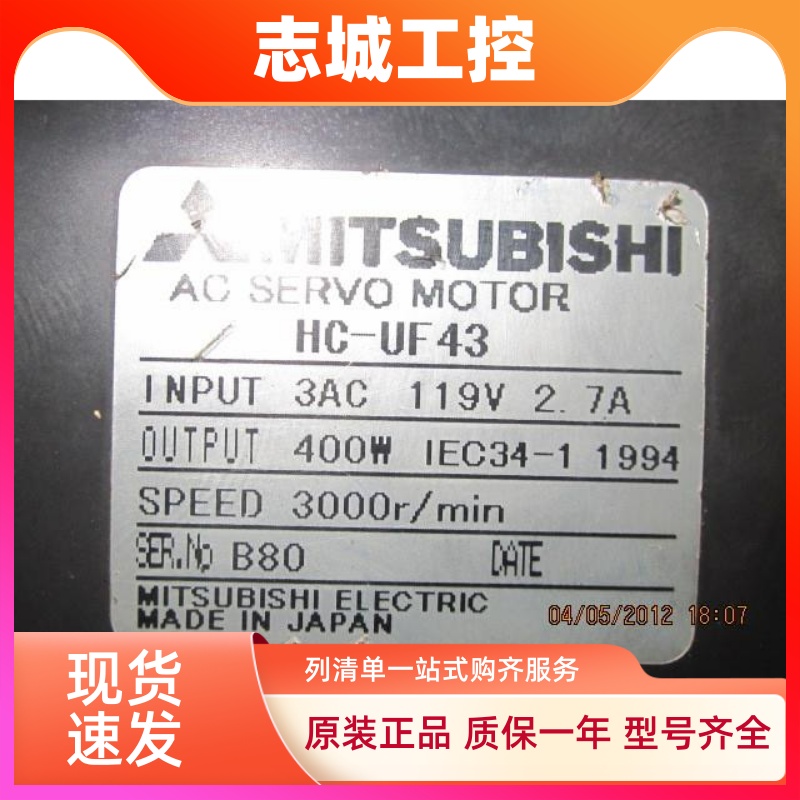 志城工控
MITSUBISHI
AC SERVO MOTOR
HC-UF43
INPUT 3AC 119V 2.7A
OUTPUT 400W IEC34-1 1994
SPEED 3000r/min
SER.No B80 DATE
MITSUBISHI ELECTRIC
MADE IN JAPAN
04/05/2012 18:07
现货
速发
列清单一站式购齐服务
原装正品 质保一年 型号齐全